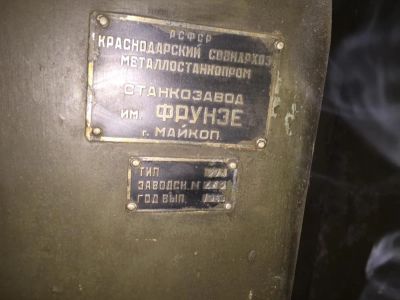 РСФСР
КРАСНОДАРСКИЙ СОВНАРХОЗ
МЕТАЛЛОСТАНКОПРОМ
СТАНКОЗАВОД
им. ФРУНЗЕ
г. МАЙКОП
ТИП
ЗАВОДСК. №
ГОД ВЫП.